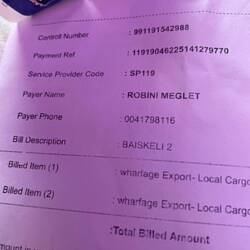 Control Number : 991191542988
Payment Ref : 11919046225141279770
Service Provider Code : SP119
Payer Name : ROBINI MEGLET
Payer Phone : 0041798116
Bill Description : BAISKELI 2
Billed Item (1) : wharfage Export- Local Cargo
Billed Item (2) : wharfage Export- Local Cargo
:Total Billed Amount